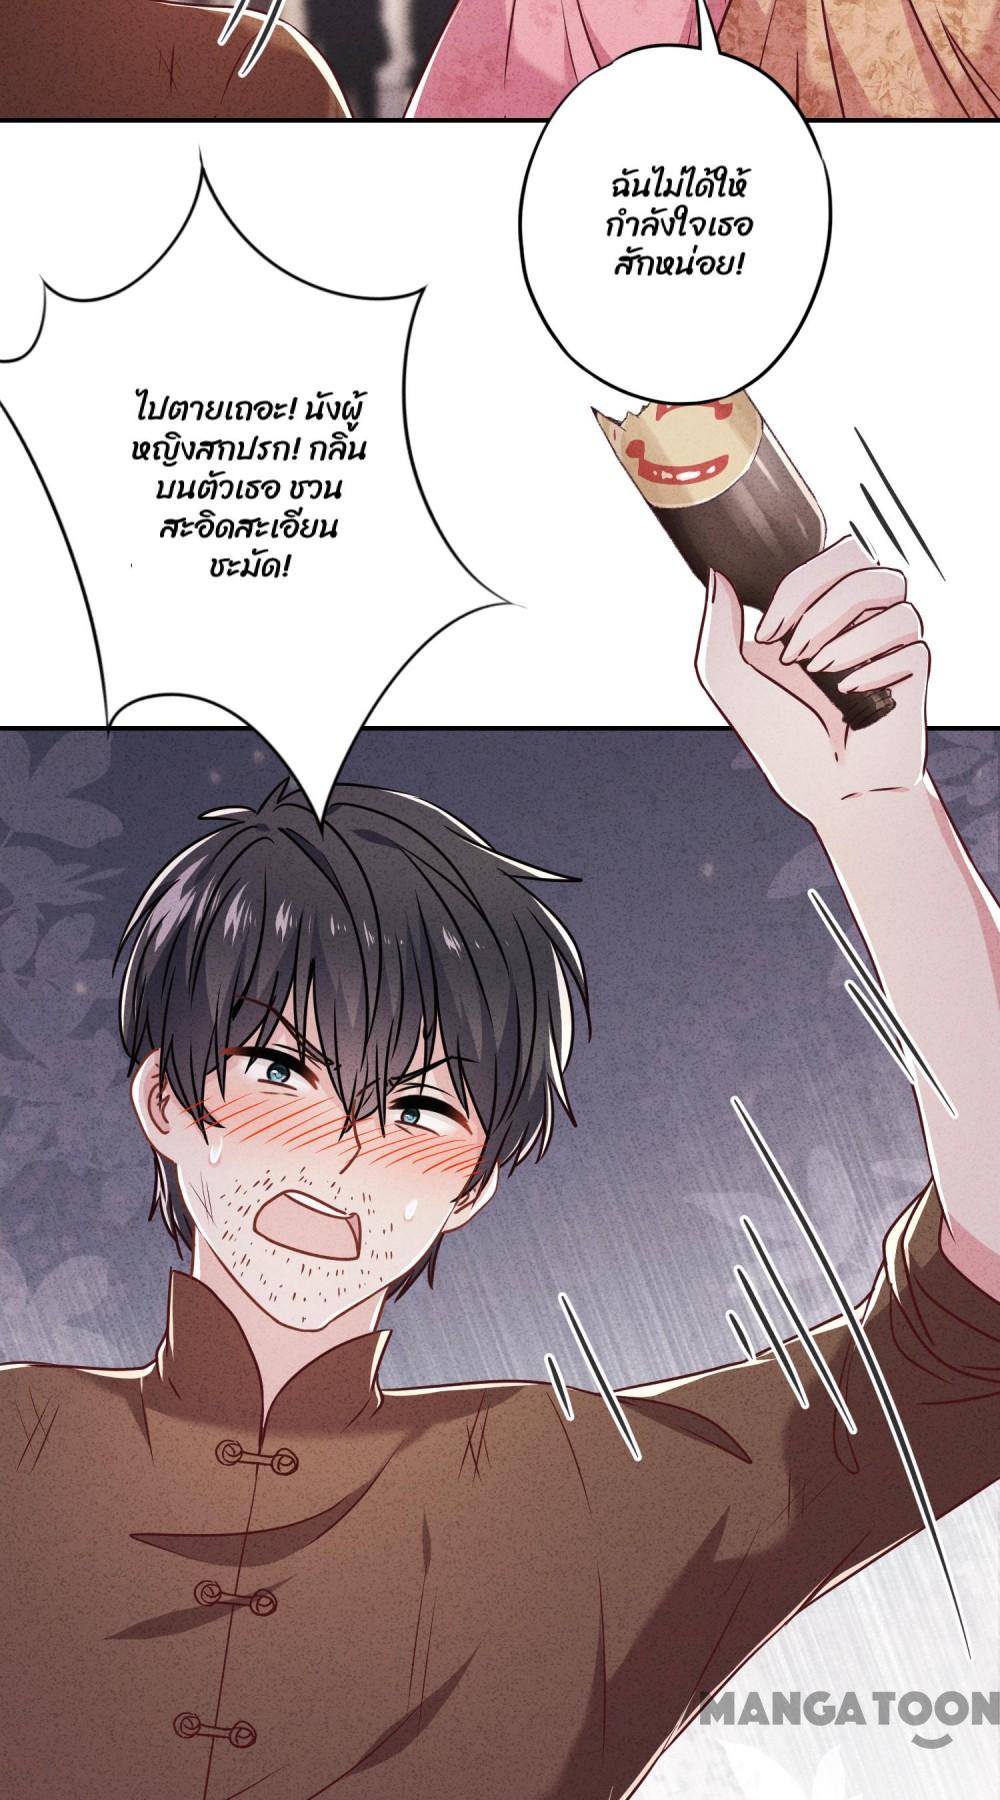 ฉันไม่ได้ให้
กำลังใจเธอ
สักหน่อย!
ไปตายเถอะ! นังผู้
หญิงสกปรก! กลิ่น
บนตัวเธอ ชวน
สะอิดสะเอียน
ชะมัด!
MANGATOON